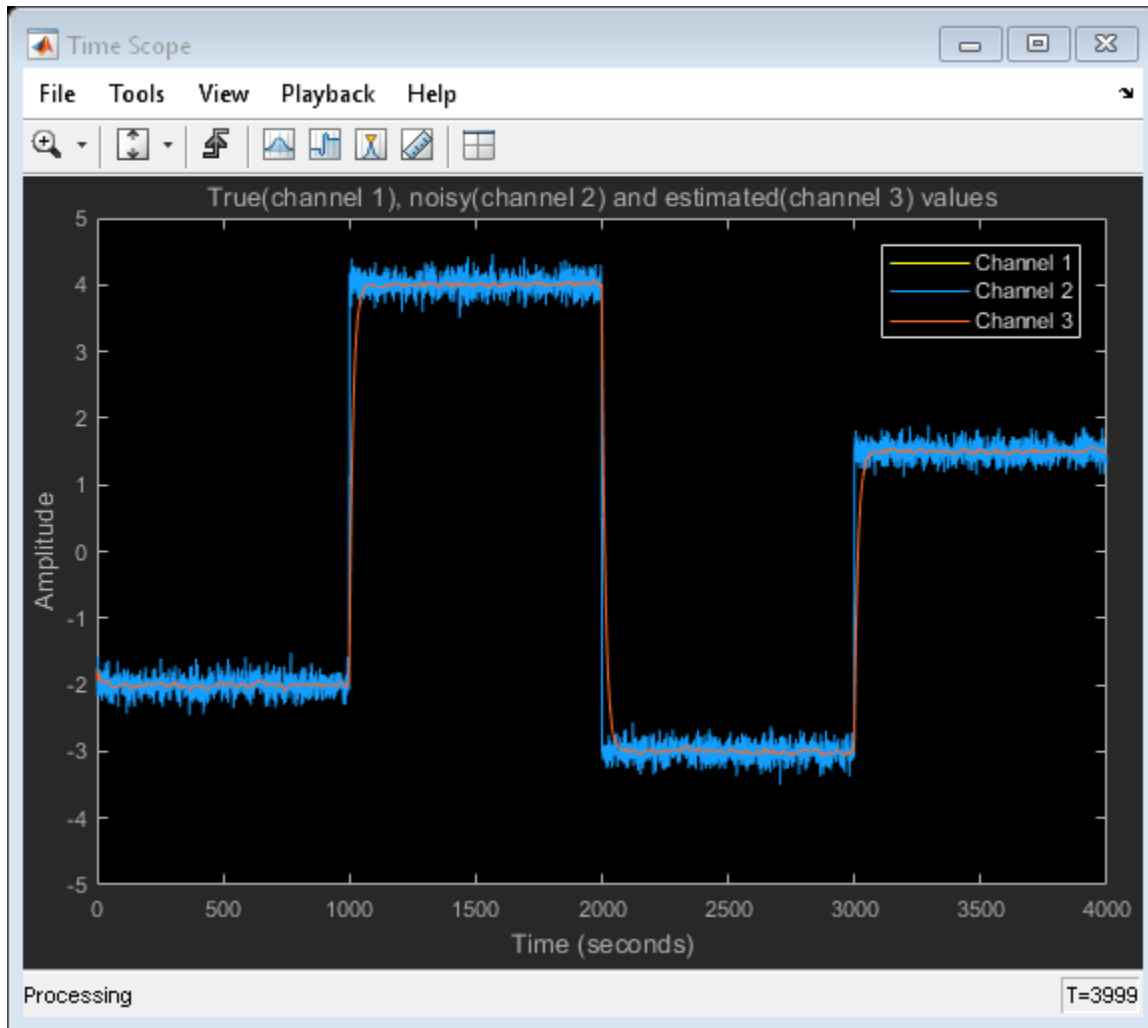 Time Scope
File Tools View Playback Help
True(channel 1), noisy(channel 2) and estimated(channel 3) values
5
4
3
2
1
0
-1
-2
-3
-4
-5
Amplitude
Channel 1
Channel 2
Channel 3
0 500 1000 1500 2000 2500 3000 3500 4000
Time (seconds)
Processing T=3999